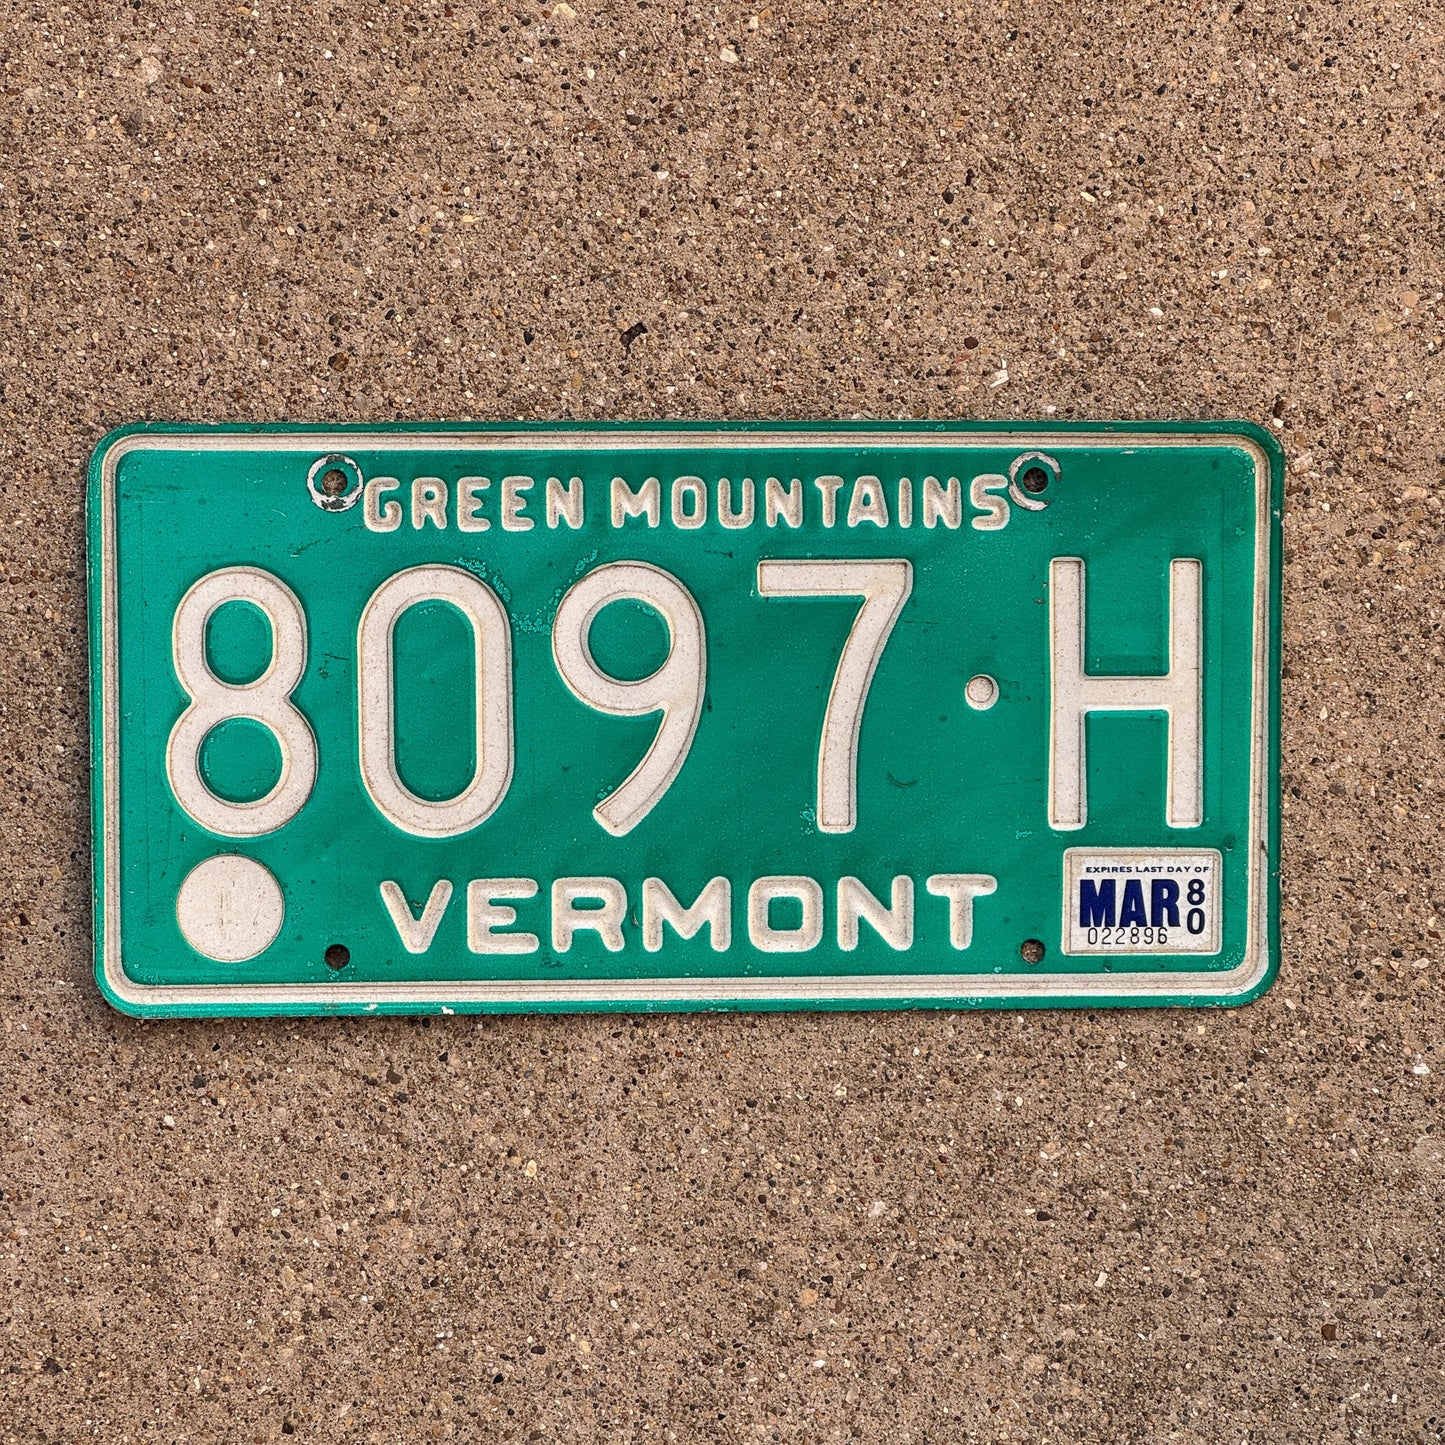 GREEN MOUNTAINS
8097·H
VERMONT
EXPIRES LAST DAY OF
MAR 80
022896